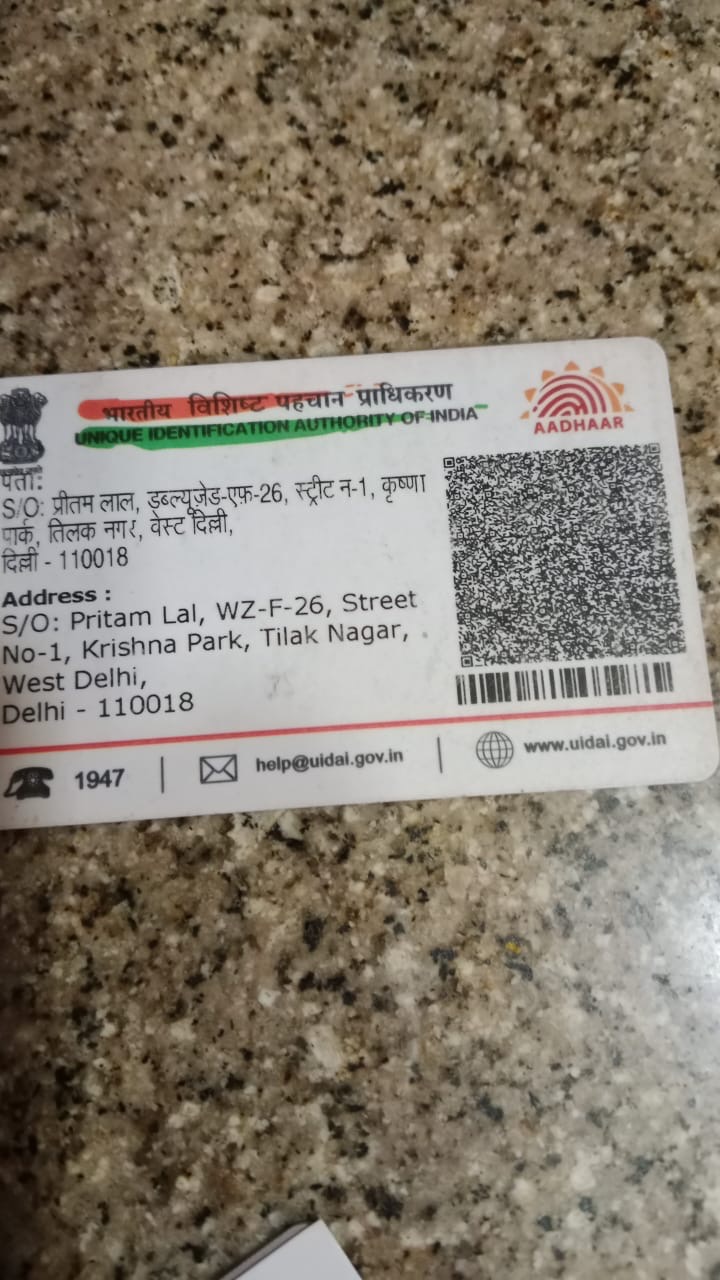 भारतीय विशिष्ट पहचान प्राधिकरण
UNIQUE IDENTIFICATION AUTHORITY OF INDIA
AADHAAR
पता:
S/O: प्रीतम लाल, डब्ल्यूज़ेड-एफ़-26, स्ट्रीट न-1, कृष्णा
पार्क, तिलक नगर, वेस्ट दिल्ली,
दिल्ली - 110018
Address :
S/O: Pritam Lal, WZ-F-26, Street
No-1, Krishna Park, Tilak Nagar,
West Delhi,
Delhi - 110018
1947 | help@uidai.gov.in | www.uidai.gov.in